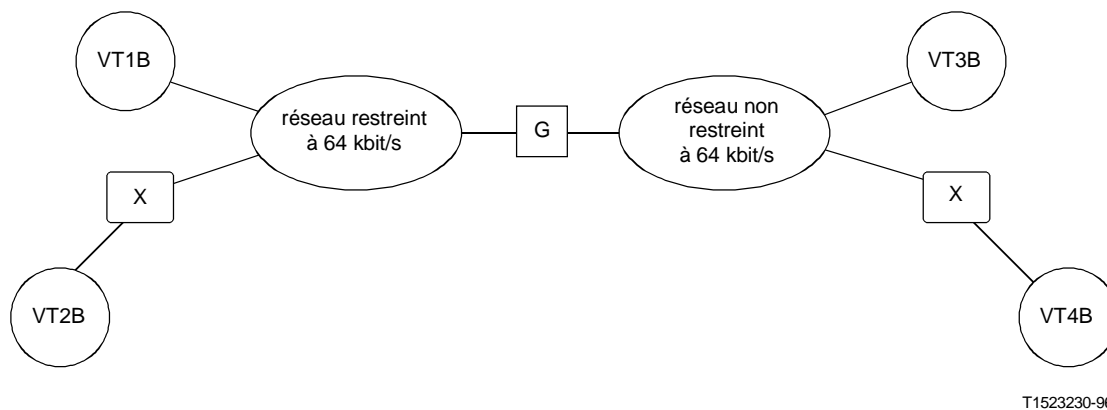 VT1B
VT3B
réseau restreint
à 64 kbit/s
G
réseau non
restreint
à 64 kbit/s
X
X
VT2B
VT4B
T1523230-96